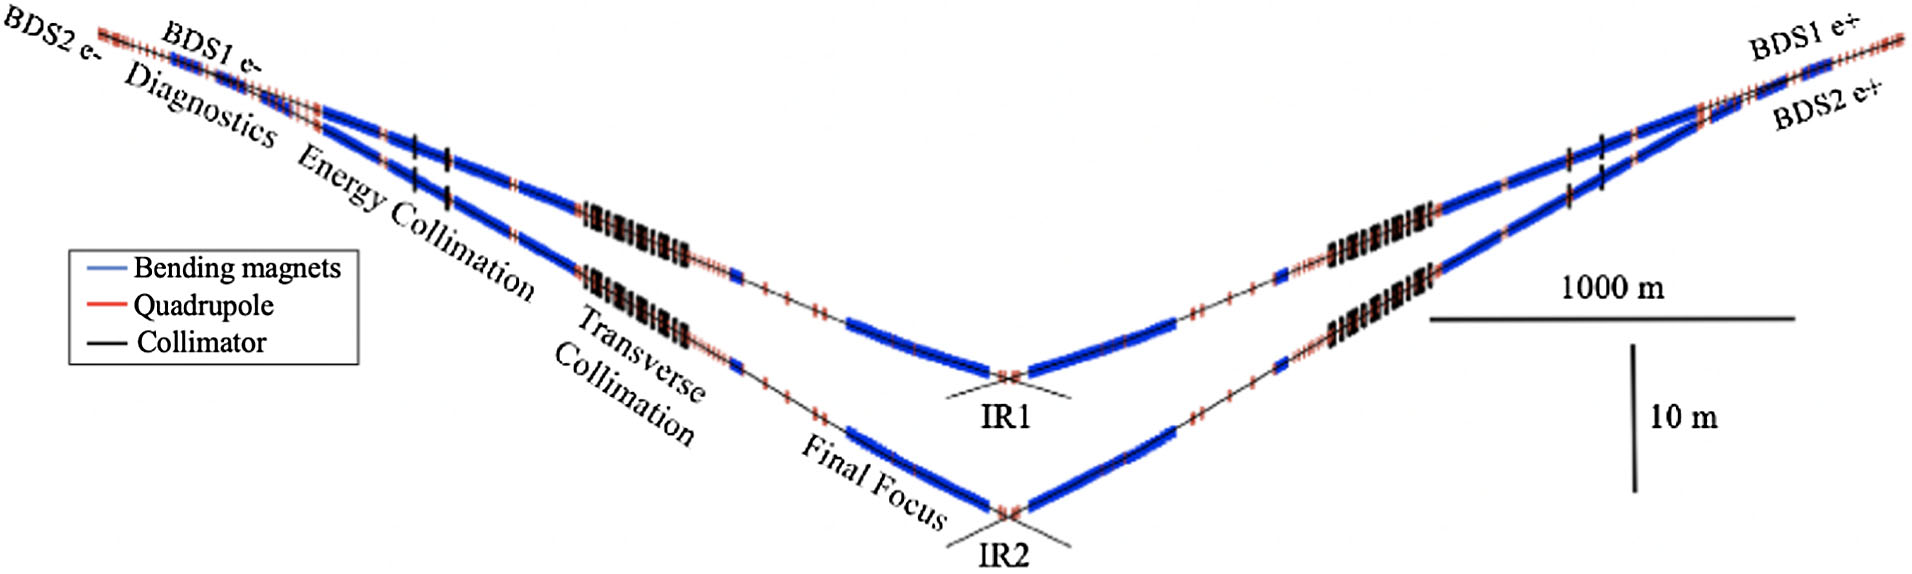 BDS2 e-
BDS1 e-
Diagnostics
Energy Collimation
Transverse
Collimation
Final Focus
BDS1 e+
BDS2 e+
Bending magnets
Quadrupole
Collimator
1000 m
10 m
IR1
IR2